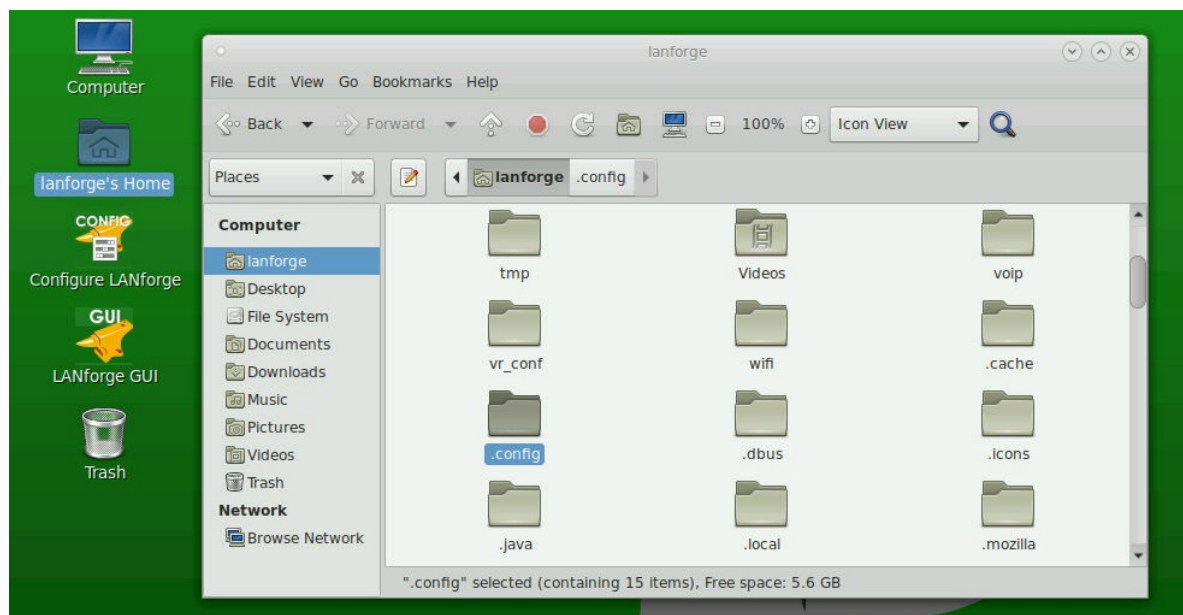 Computer
lanforge's Home
CONFIG
Configure LANforge
GUI
LANforge GUI
Trash
lanforge
File Edit View Go Bookmarks Help
Back Forward 100% Icon View
Places lanforge .config
Computer
lanforge
Desktop
File System
Documents
Downloads
Music
Pictures
Videos
Trash
Network
Browse Network
tmp Videos voip
vr_conf wifi .cache
.config .dbus .icons
.java .local .mozilla
".config" selected (containing 15 items), Free space: 5.6 GB